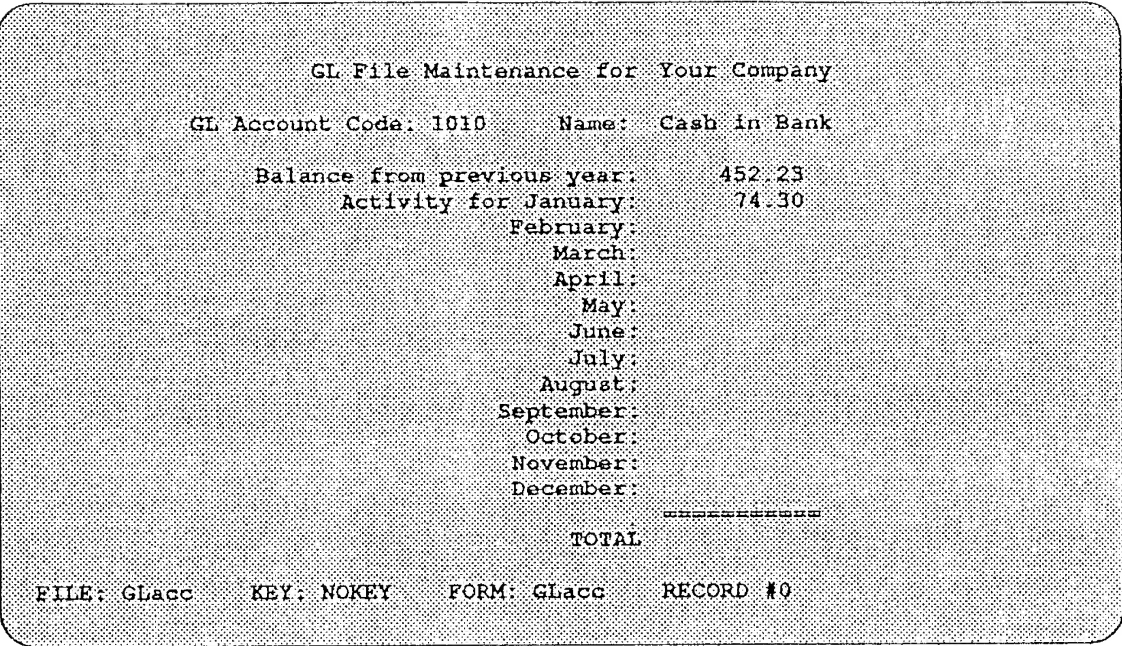 GL File Maintenance for Your Company
GL Account Code: 1010 Name: Cash in Bank
Balance from previous year: 452.23
Activity for January: 74.30
February:
March:
April:
May:
June:
July:
August:
September:
October:
November:
December:
===========
TOTAL
FILE: GLacc KEY: NOKEY FORM: GLacc RECORD #0